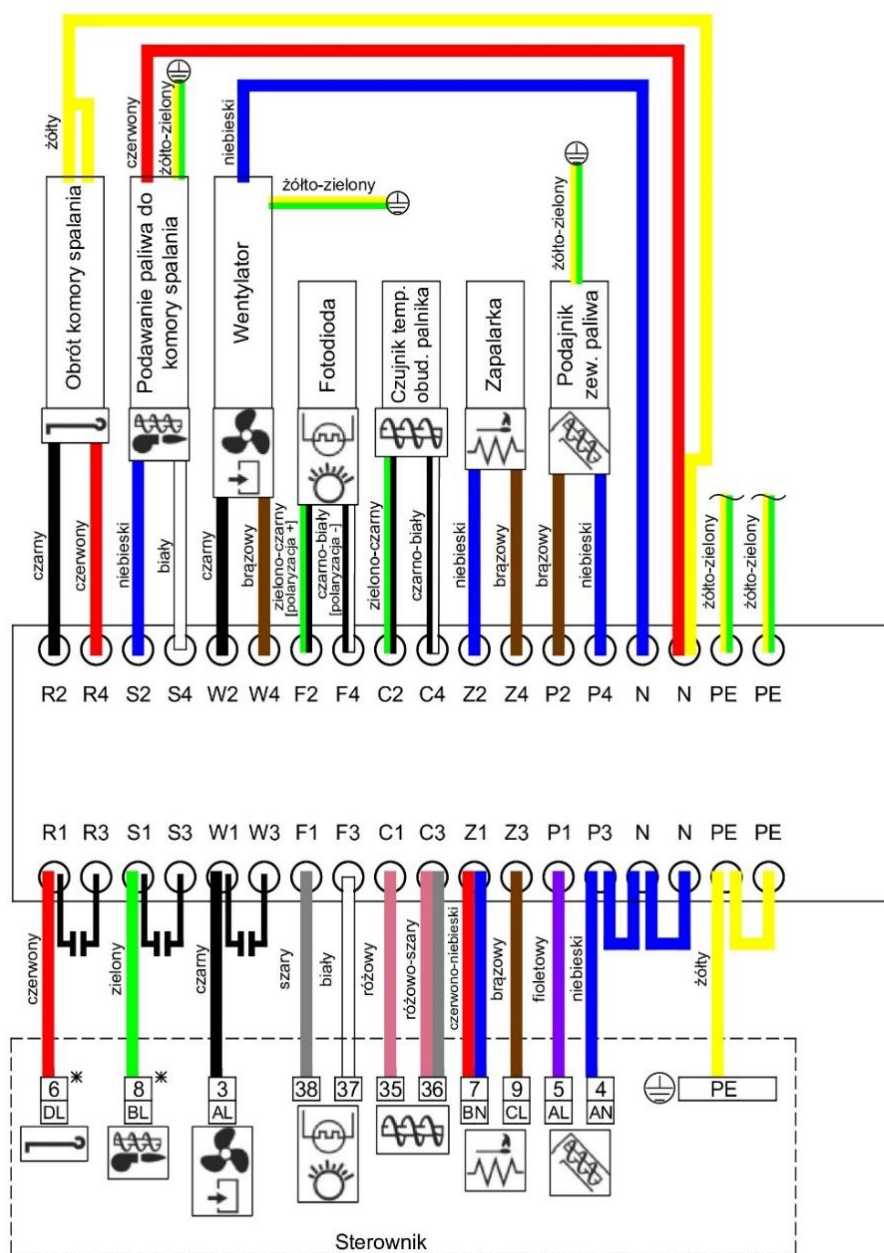 żółty
czerwony
żółto-zielony
niebieski
żółto-zielony
żółto-zielony
Obrót komory spalania
Podawanie paliwa do
komory spalania
Wentylator
Fotodioda
Czujnik temp.
obud. palnika
Zapalarka
Podajnik
zew. paliwa
czarny
czerwony
niebieski
biały
czarny
brązowy
zielono-czarny
[polaryzacja +]
czarno-biały
[polaryzacja -]
zielono-czarny
czarno-biały
niebieski
brązowy
brązowy
niebieski
żółto-zielony
żółto-zielony
R2 R4 S2 S4 W2 W4 F2 F4 C2 C4 Z2 Z4 P2 P4 N N PE PE
R1 R3 S1 S3 W1 W3 F1 F3 C1 C3 Z1 Z3 P1 P3 N N PE PE
czerwony
zielony
czarny
szary
biały
różowy
różowo-szary
czerwono-niebieski
brązowy
fioletowy
niebieski
żółty
6 * 8 * 3 38 37 35 36 7 9 5 4 PE
DL BL AL BN CL AL AN
Sterownik